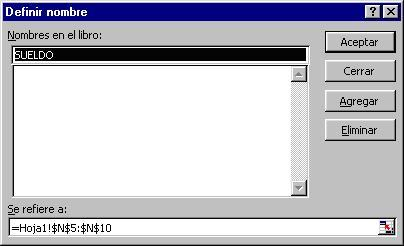 Definir nombre
Nombres en el libro:
SUELDO
Aceptar
Cerrar
Agregar
Eliminar
Se refiere a:
=Hoja1!$N$5:$N$10